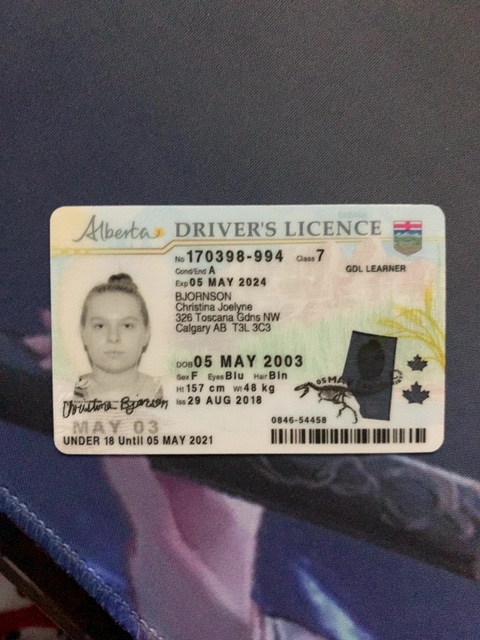 Alberta DRIVER'S LICENCE
No 170398-994 Class 7
Cond/End A GDL LEARNER
Exp 05 MAY 2024
BJORNSON
Christina Joelyne
326 Toscana Gdns NW
Calgary AB T3L 3C3
DOB 05 MAY 2003
Sex F Eyes Blu Hair Bln
Ht 157 cm Wt 48 kg
Iss 29 AUG 2018
05 MAY
Christina Bjornson
MAY 03
0846-54458
UNDER 18 Until 05 MAY 2021